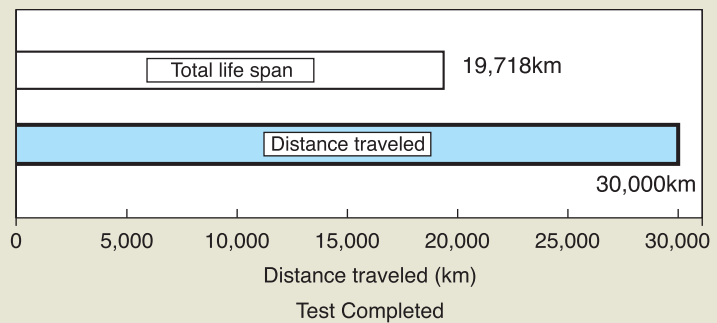 Total life span
19,718km
Distance traveled
30,000km
0 5,000 10,000 15,000 20,000 25,000 30,000
Distance traveled (km)
Test Completed